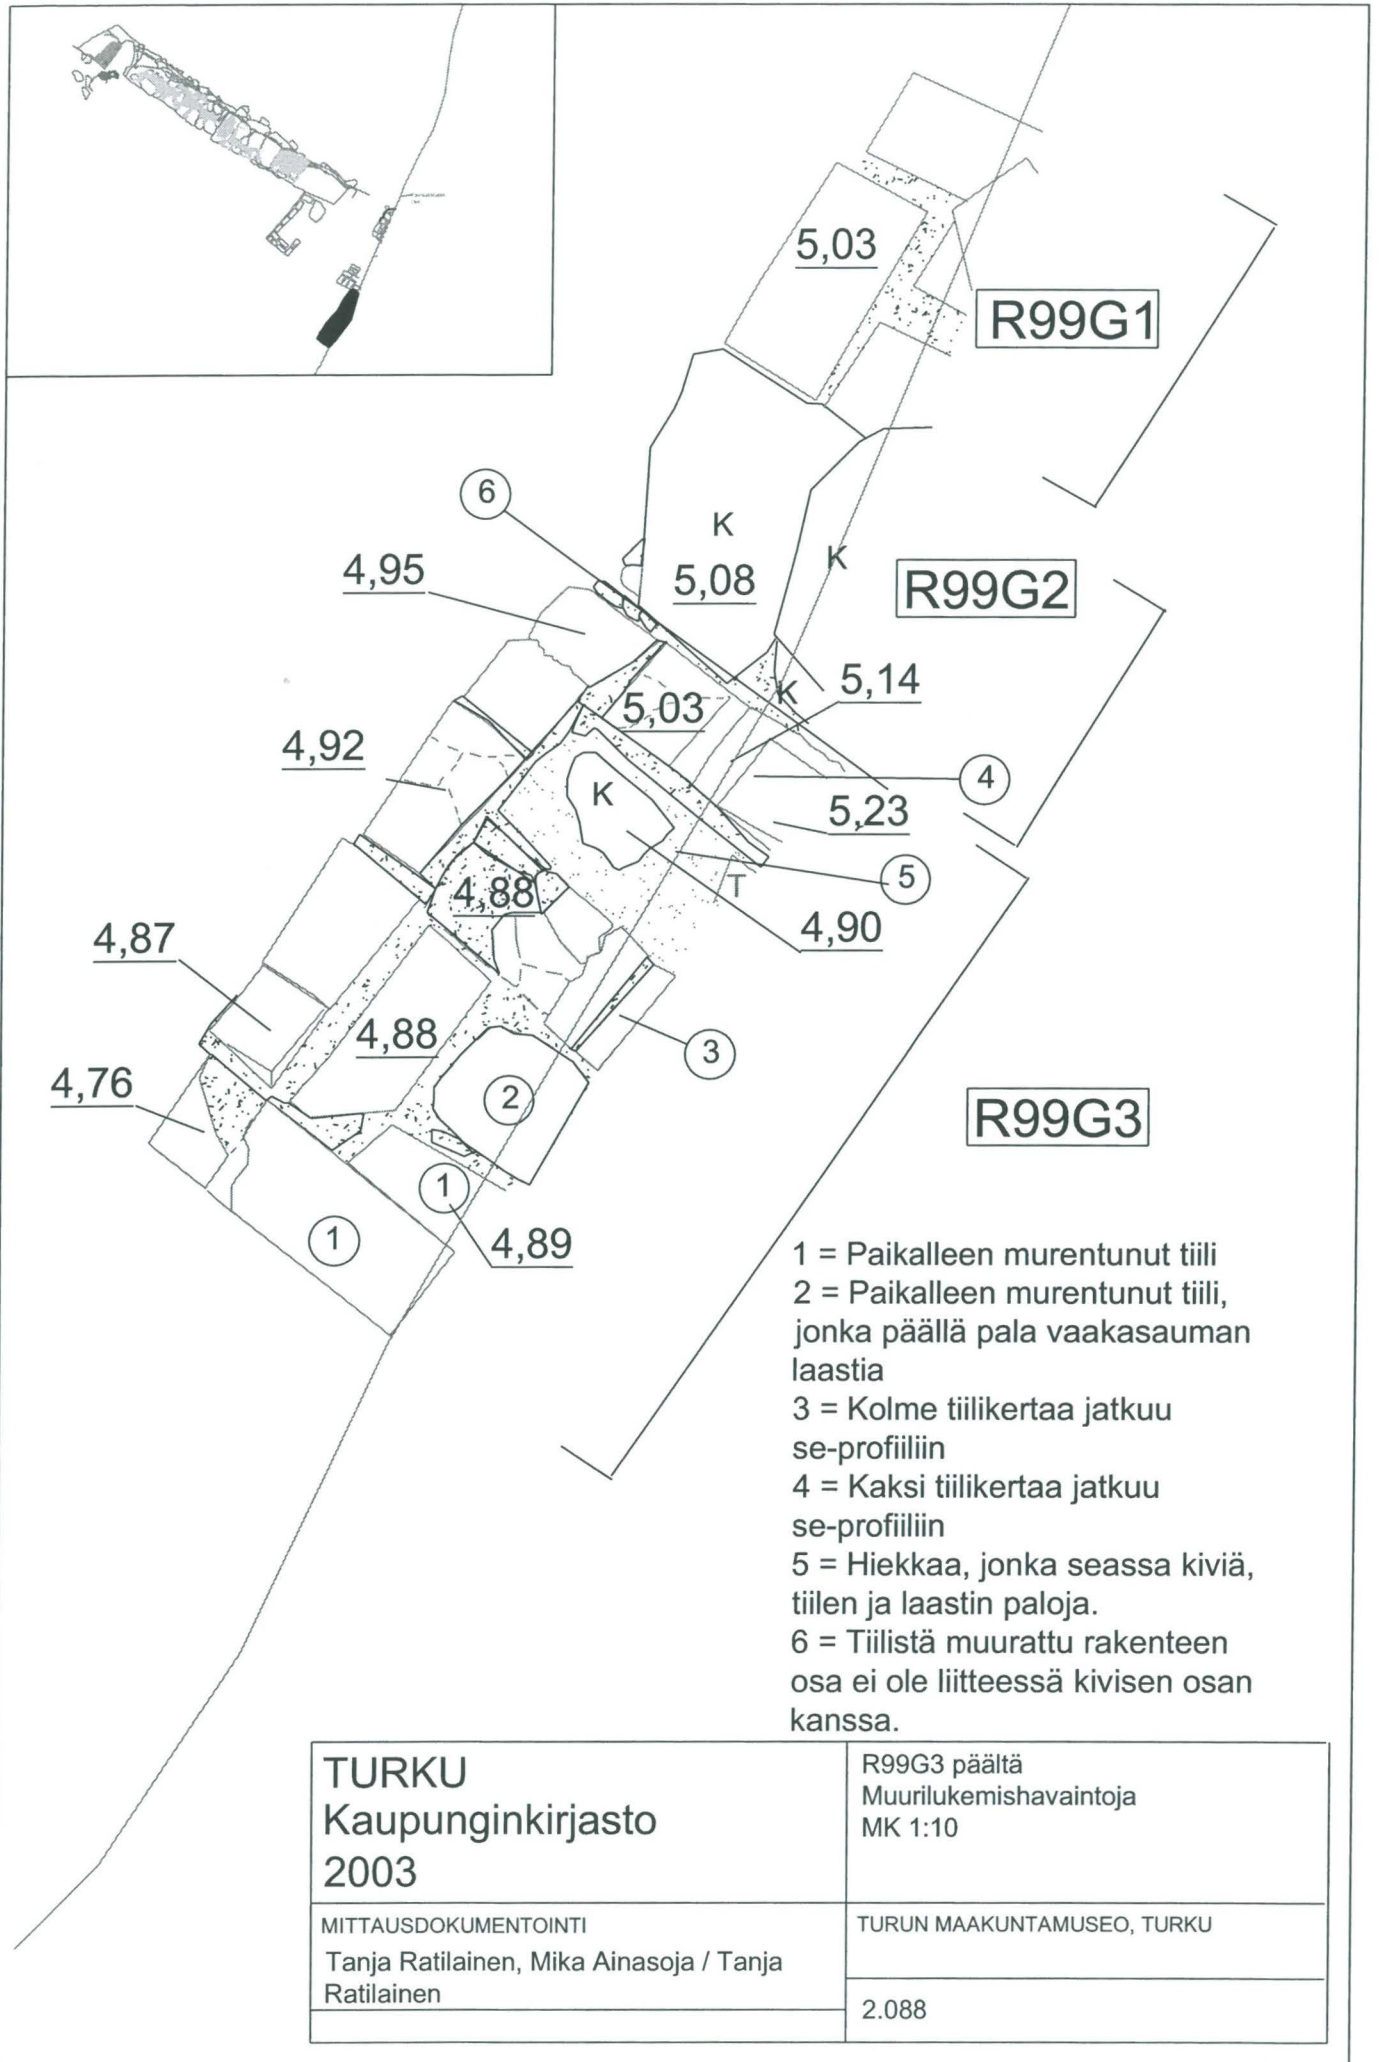 5,03
R99G1
6
K
K
4,95
5,08
R99G2
K
5,14
5,03
4,92
K
4
5,23
5
4,88
T
4,90
4,87
4,88
3
4,76
2
R99G3
1
1
4,89
1 = Paikalleen murentunut tiili
2 = Paikalleen murentunut tiili,
jonka päällä pala vaakasauman
laastia
3 = Kolme tiilikertaa jatkuu
se-profiiliin
4 = Kaksi tiilikertaa jatkuu
se-profiiliin
5 = Hiekkaa, jonka seassa kiviä,
tiilen ja laastin paloja.
6 = Tiilistä muurattu rakenteen
osa ei ole liitteessä kivisen osan
kanssa.
TURKU
Kaupunginkirjasto
2003
R99G3 päältä
Muurilukemishavaintoja
MK 1:10
MITTAUSDOKUMENTOINTI
Tanja Ratilainen, Mika Ainasoja / Tanja
Ratilainen
TURUN MAAKUNTAMUSEO, TURKU
2.088